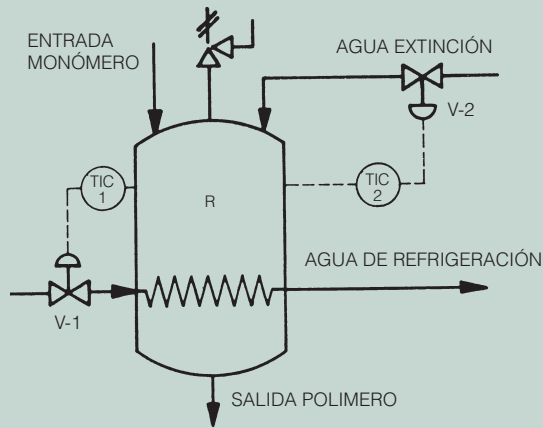 ENTRADA
MONÓMERO
AGUA EXTINCIÓN
V-2
TIC
1
R
TIC
2
AGUA DE REFRIGERACIÓN
V-1
SALIDA POLIMERO